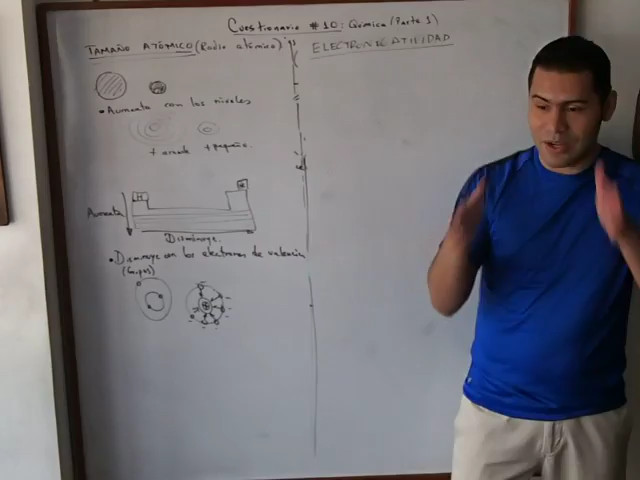 Cuestionario #10: Química (Parte 1)
TAMAÑO ATÓMICO (Radio atómico)
• Aumenta con los niveles
+ grande + pequeño.
H
Aumenta
Disminuye.
• Disminuye con los electrones de valencia
(Grupos)
ELECTRONEGATIVIDAD